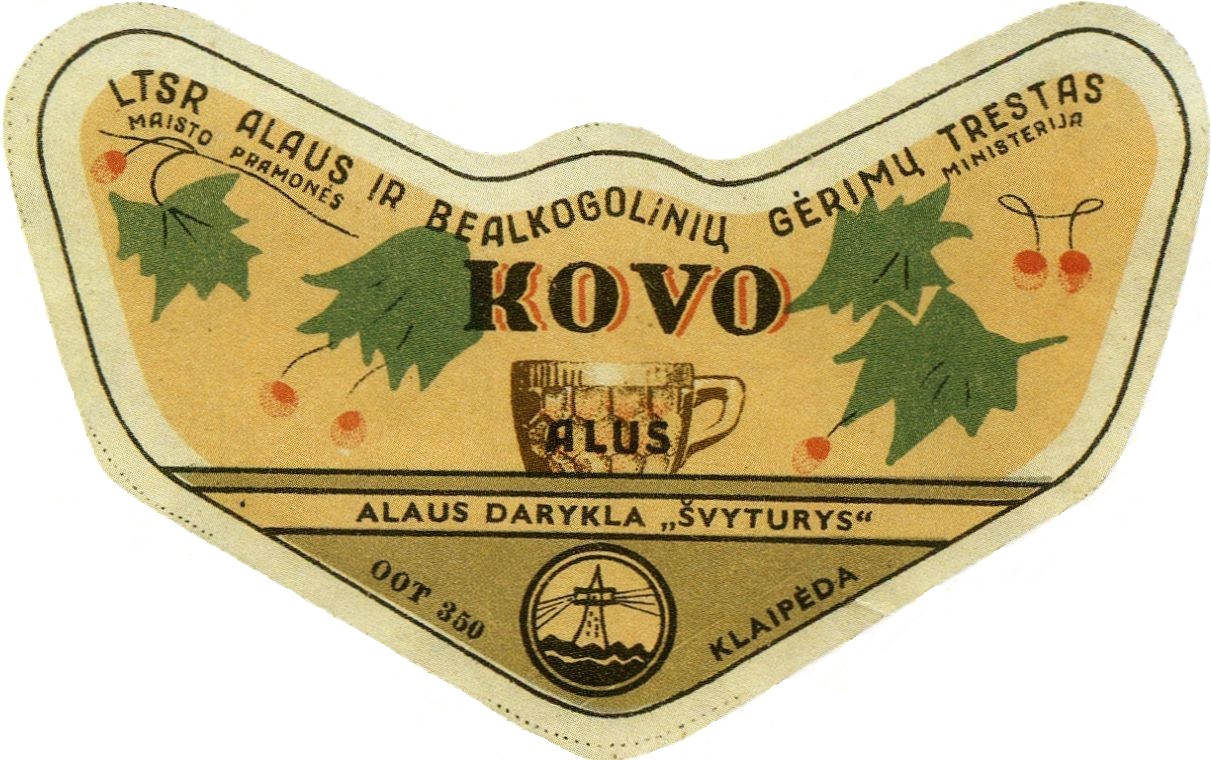 LTSR ALAUS IR BEALKOGOLINIŲ GĖRIMŲ TRESTAS
MAISTO PRAMONĖS MINISTERIJA
KOVO
ALUS
ALAUS DARYKLA „ŠVYTURYS“
OOT 350
KLAIPĖDA